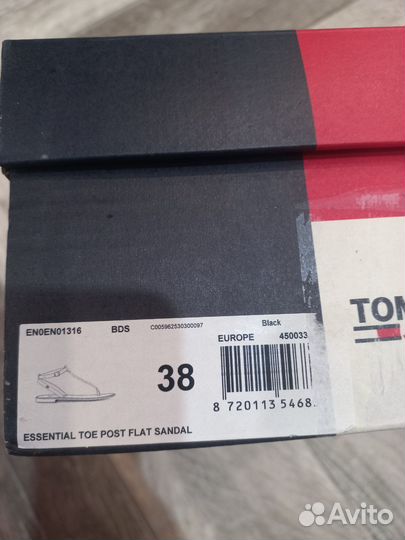 EN0EN01316 BDS C005962530300097 Black
EUROPE 450033
38
8 720113 5468
ESSENTIAL TOE POST FLAT SANDAL
TOM
Avito